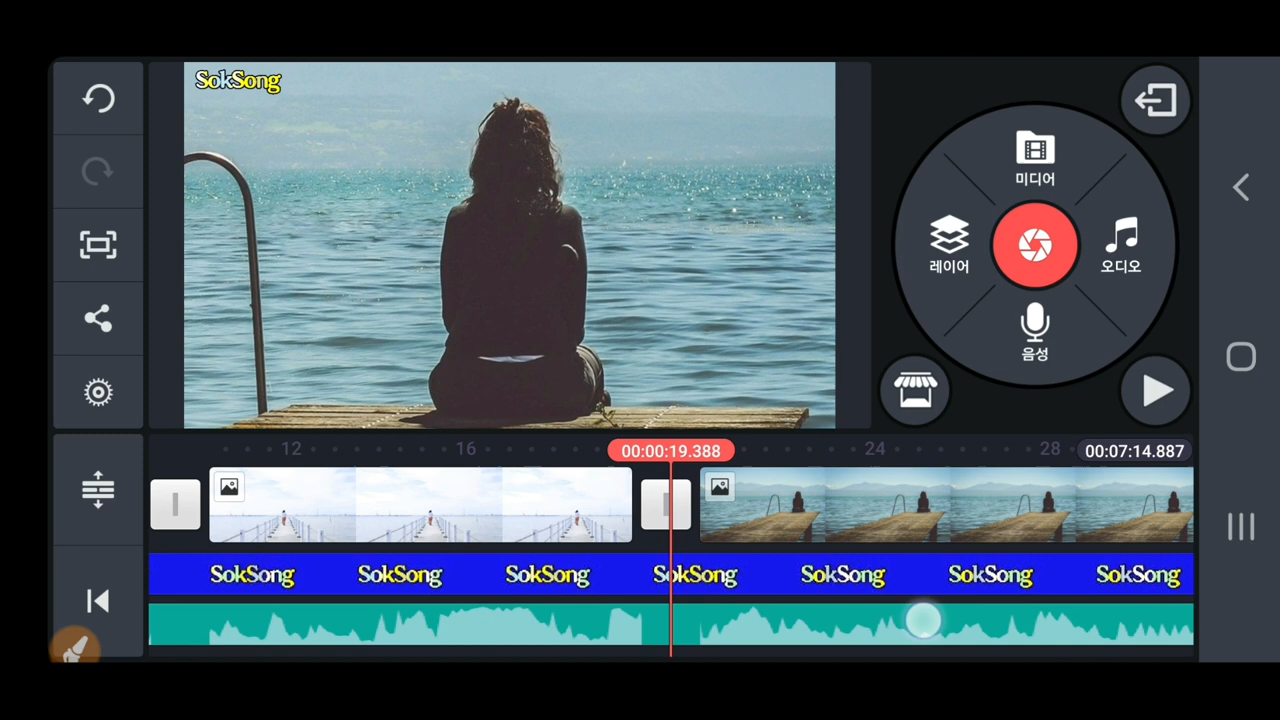 SokSong
미디어
레이어
오디오
음성
12
16
00:00:19.388
24
28
00:07:14.887
SokSong SokSong SokSong SokSong SokSong SokSong SokSong